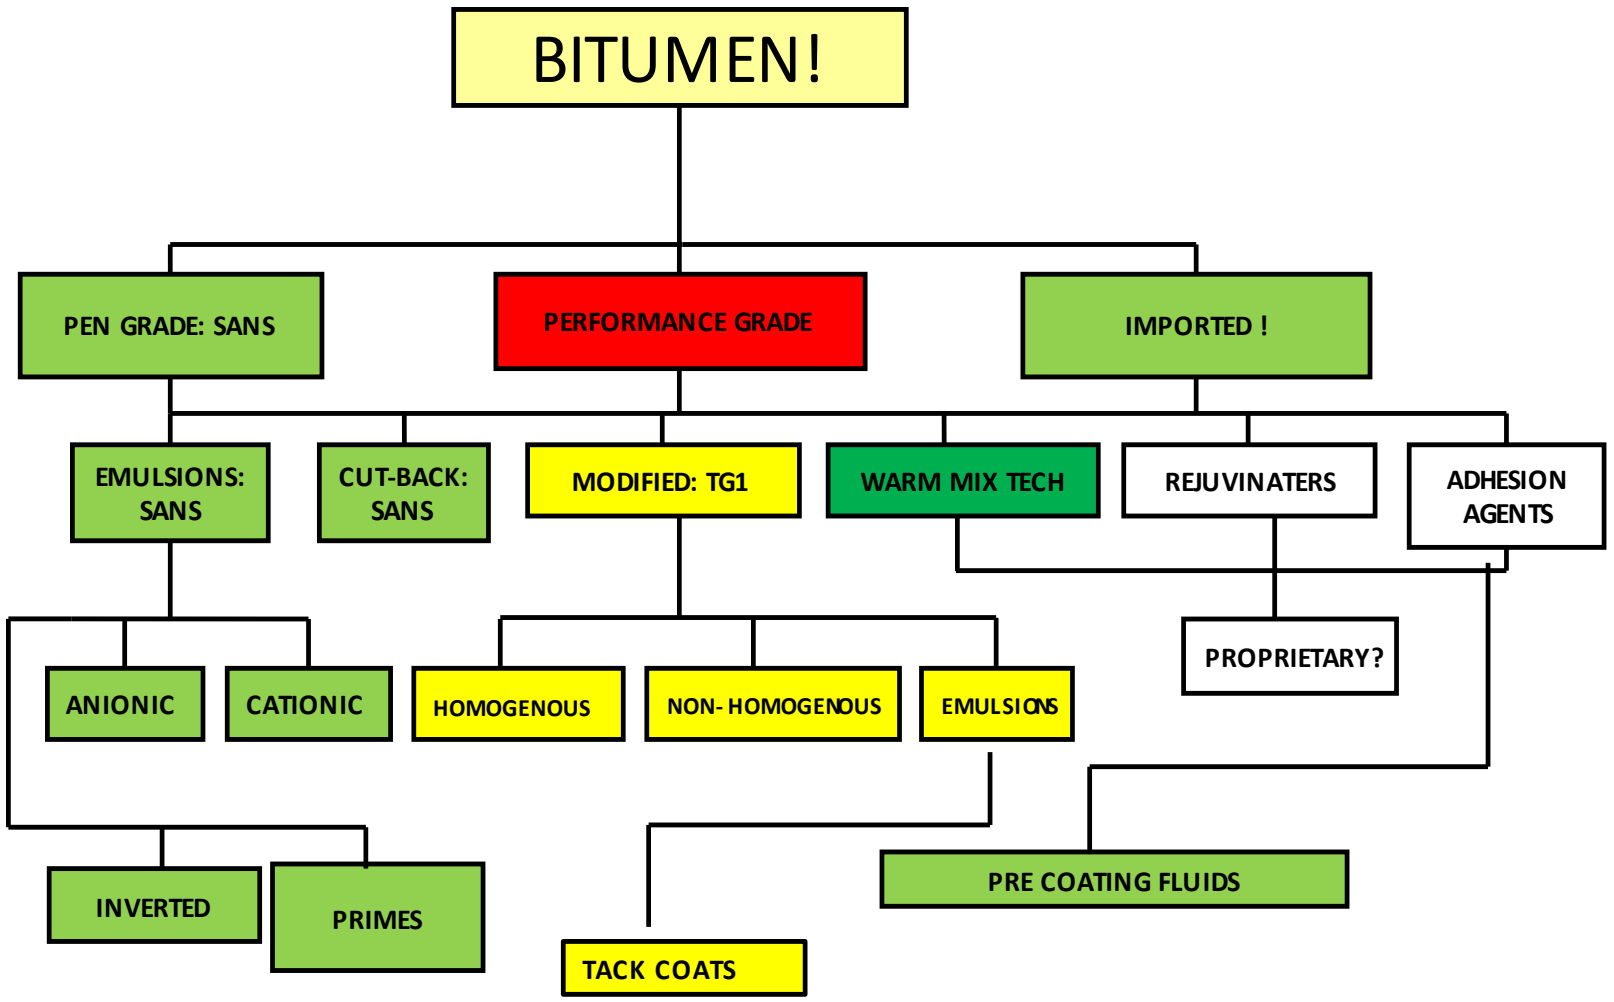 BITUMEN!
PEN GRADE: SANS
PERFORMANCE GRADE
IMPORTED !
EMULSIONS:
SANS
CUT-BACK:
SANS
MODIFIED: TG1
WARM MIX TECH
REJUVINATERS
ADHESION
AGENTS
PROPRIETARY?
ANIONIC
CATIONIC
HOMOGENOUS
NON- HOMOGENOUS
EMULSIONS
PRE COATING FLUIDS
INVERTED
PRIMES
TACK COATS